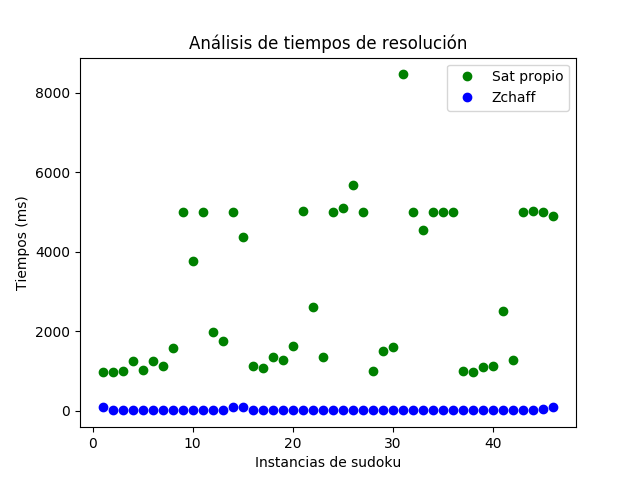 Análisis de tiempos de resolución
Sat propio
Zchaff
8000
6000
4000
2000
0
Tiempos (ms)
0 10 20 30 40
Instancias de sudoku